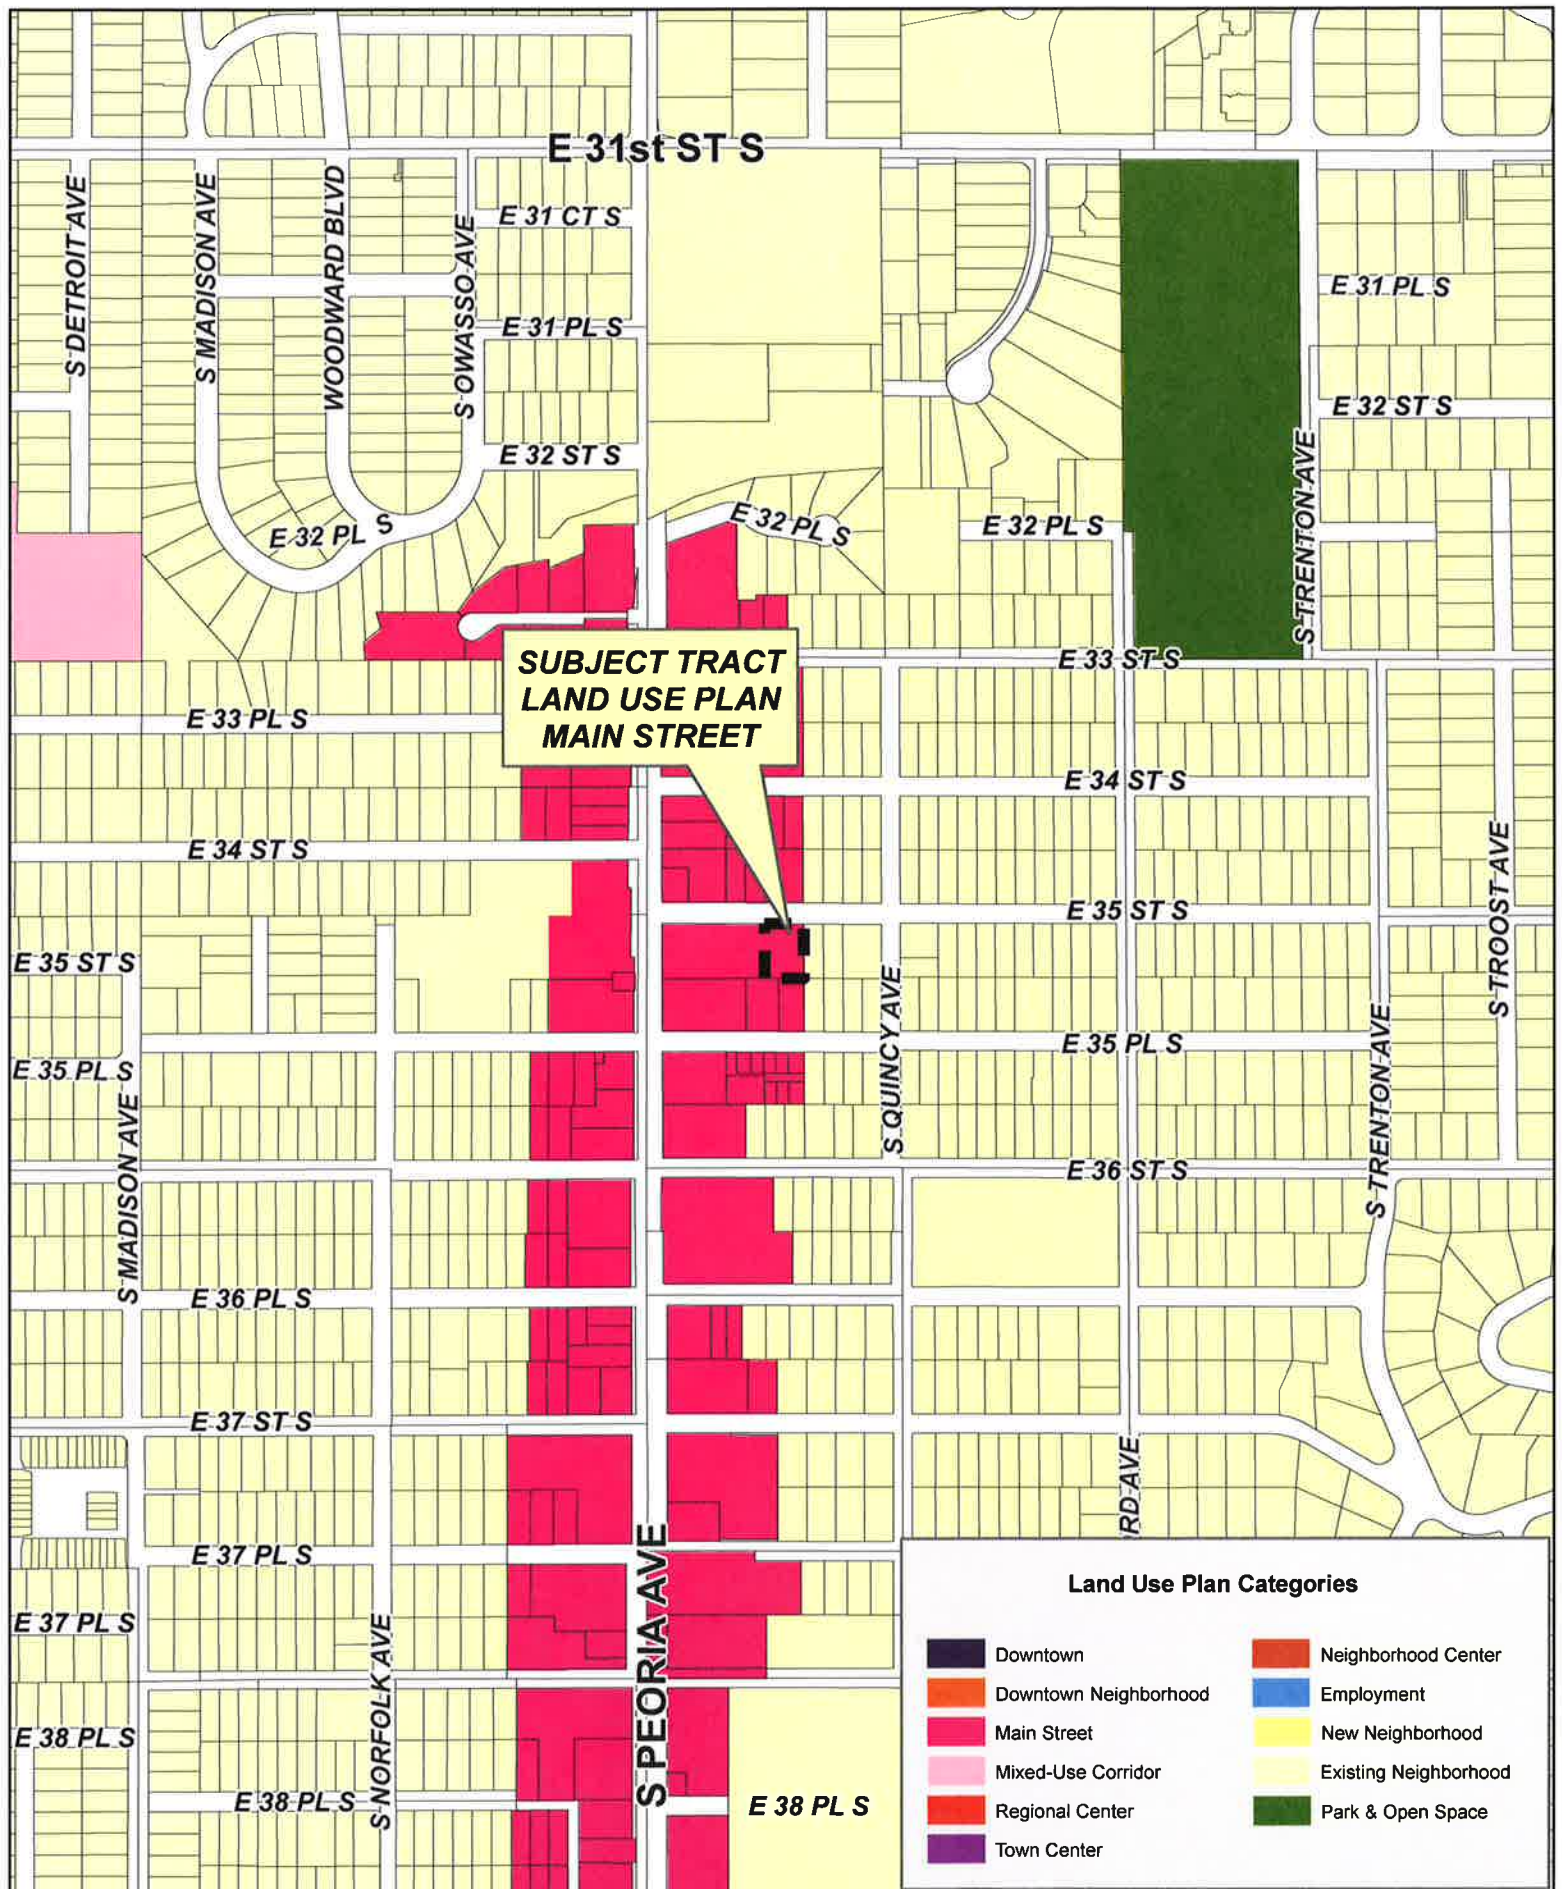 E 31st ST S
S DETROIT AVE
S MADISON AVE
WOODWARD BLVD
S OWASSO AVE
E 31 CT S
E 31 PL S
E 31 PL S
E 32 ST S
E 32 ST S
E 32 PL S
E 32 PL S
E 32 PL S
S TRENTON AVE
SUBJECT TRACT
LAND USE PLAN
MAIN STREET
E 33 ST S
E 33 PL S
E 34 ST S
E 34 ST S
E 35 ST S
E 35 ST S
S TROOST AVE
S QUINCY AVE
E 35 PL S
E 35 PL S
S MADISON AVE
S TRENTON AVE
E 36 ST S
E 36 PL S
E 37 ST S
RD AVE
E 37 PL S
E 37 PL S
S NORFOLK AVE
S PEORIA AVE
E 38 PL S
E 38 PL S
E 38 PL S
Land Use Plan Categories
Downtown
Downtown Neighborhood
Main Street
Mixed-Use Corridor
Regional Center
Town Center
Neighborhood Center
Employment
New Neighborhood
Existing Neighborhood
Park & Open Space